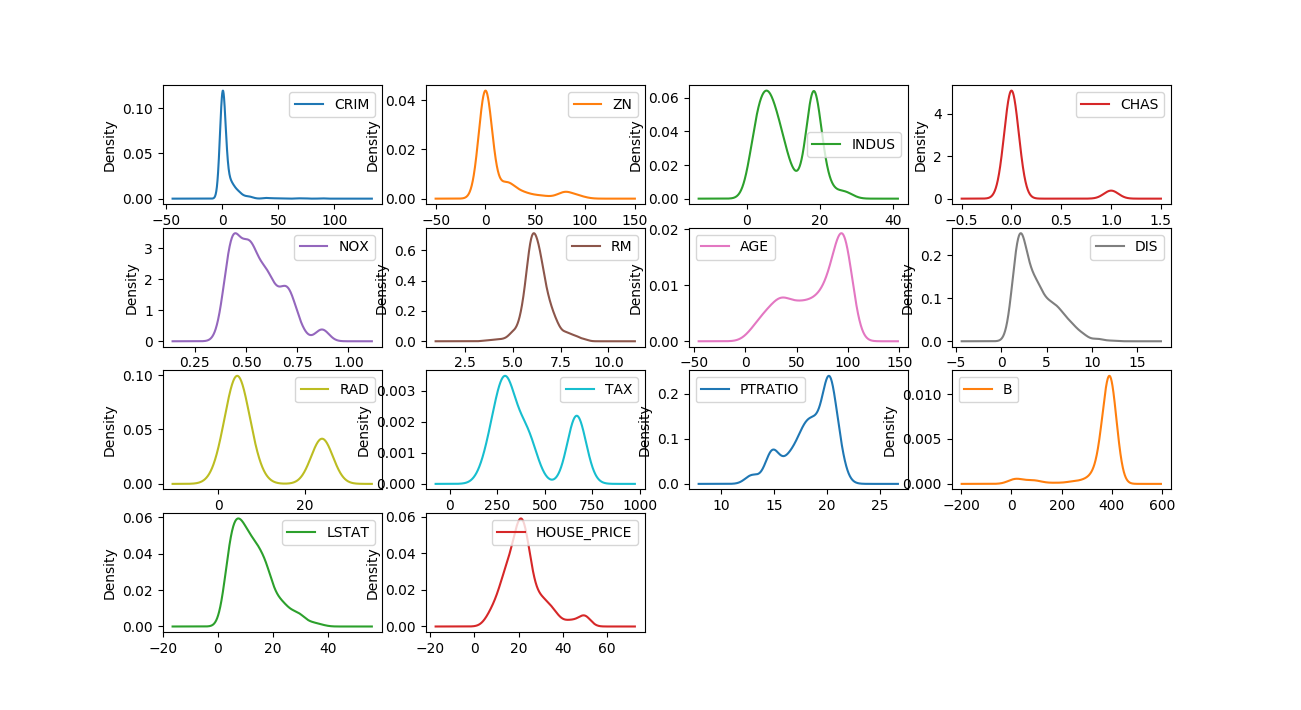 Density
0.10
0.05
0.00
CRIM
−50 0 50 100
Density
0.04
0.02
0.00
ZN
−50 0 50 100 150
Density
0.06
0.04
0.02
0.00
INDUS
0 20 40
Density
4
2
0
CHAS
−0.5 0.0 0.5 1.0 1.5
Density
3
2
1
0
NOX
0.25 0.50 0.75 1.00
Density
0.6
0.4
0.2
0.0
RM
2.5 5.0 7.5 10.0
Density
0.02
0.01
0.00
AGE
−50 0 50 100 150
Density
0.2
0.1
0.0
DIS
−5 0 5 10 15
Density
0.10
0.05
0.00
RAD
0 20
Density
0.003
0.002
0.001
0.000
TAX
0 250 500 750 1000
Density
0.2
0.1
0.0
PTRATIO
10 15 20 25
Density
0.010
0.005
0.000
B
−200 0 200 400 600
Density
0.06
0.04
0.02
0.00
LSTAT
−20 0 20 40
Density
0.06
0.04
0.02
0.00
HOUSE_PRICE
−20 0 20 40 60